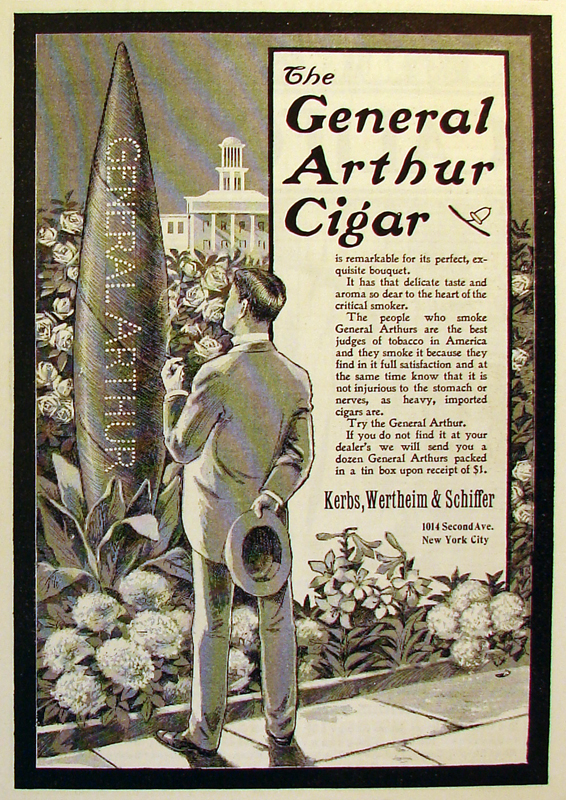 The
General
Arthur
Cigar
GENERAL ARTHUR
is remarkable for its perfect, ex-
quisite bouquet.
It has that delicate taste and
aroma so dear to the heart of the
critical smoker.
The people who smoke
General Arthurs are the best
judges of tobacco in America
and they smoke it because they
find in it full satisfaction and at
the same time know that it is
not injurious to the stomach or
nerves, as heavy, imported
cigars are.
Try the General Arthur.
If you do not find it at your
dealer's we will send you a
dozen General Arthurs packed
in a tin box upon receipt of $1.
Kerbs, Wertheim & Schiffer
1014 Second Ave.
New York City